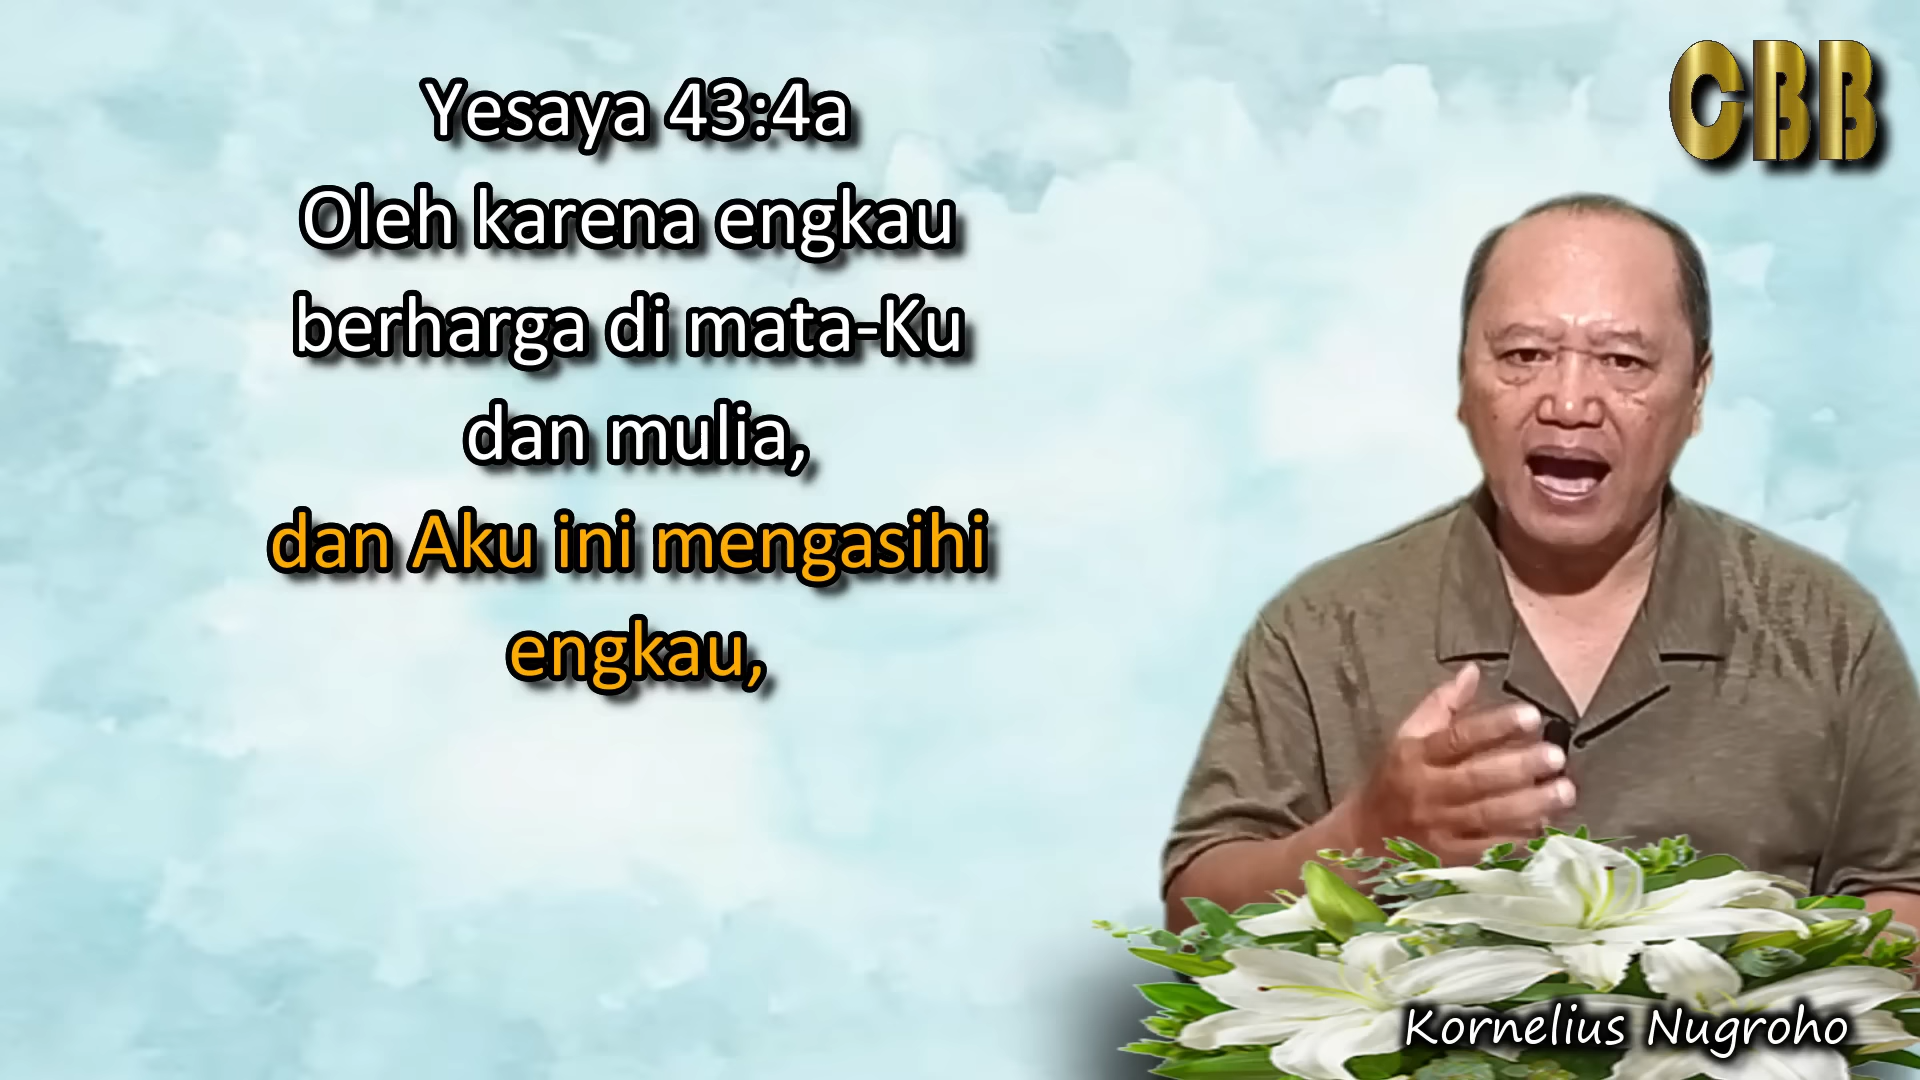 CBB
Yesaya 43:4a
Oleh karena engkau
berharga di mata-Ku
dan mulia,
dan Aku ini mengasihi
engkau,
Kornelius Nugroho